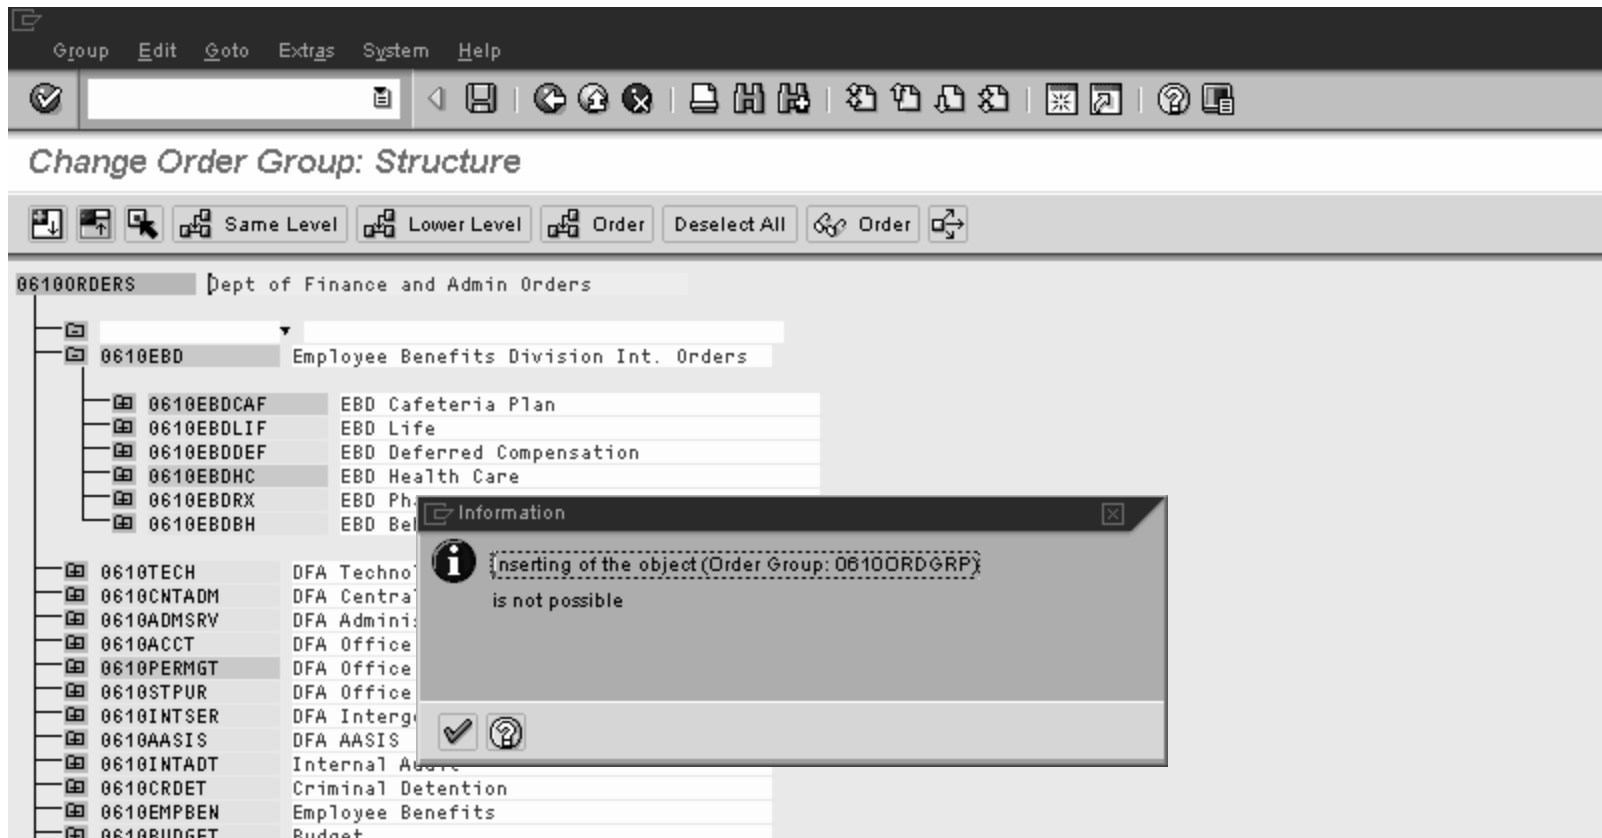 Group Edit Goto Extras System Help
Change Order Group: Structure
Same Level Lower Level Order Deselect All Order
0610ORDERS Dept of Finance and Admin Orders
0610EBD Employee Benefits Division Int. Orders
0610EBDCAF EBD Cafeteria Plan
0610EBDLIF EBD Life
0610EBDDEF EBD Deferred Compensation
0610EBDHC EBD Health Care
0610EBDRX EBD
0610EBDBH EBD
Information
Inserting of the object (Order Group: 0610ORDGRP)
is not possible
0610TECH DFA
0610CNTADM DFA
0610ADMSRV DFA
0610ACCT DFA Office
0610PERMGT DFA Office
0610STPUR DFA Office
0610INTSER DFA
0610AASIS DFA AASIS
0610INTADT Internal Audit
0610CRDET Criminal Detention
0610EMPBEN Employee Benefits
0610BUDGET Budget